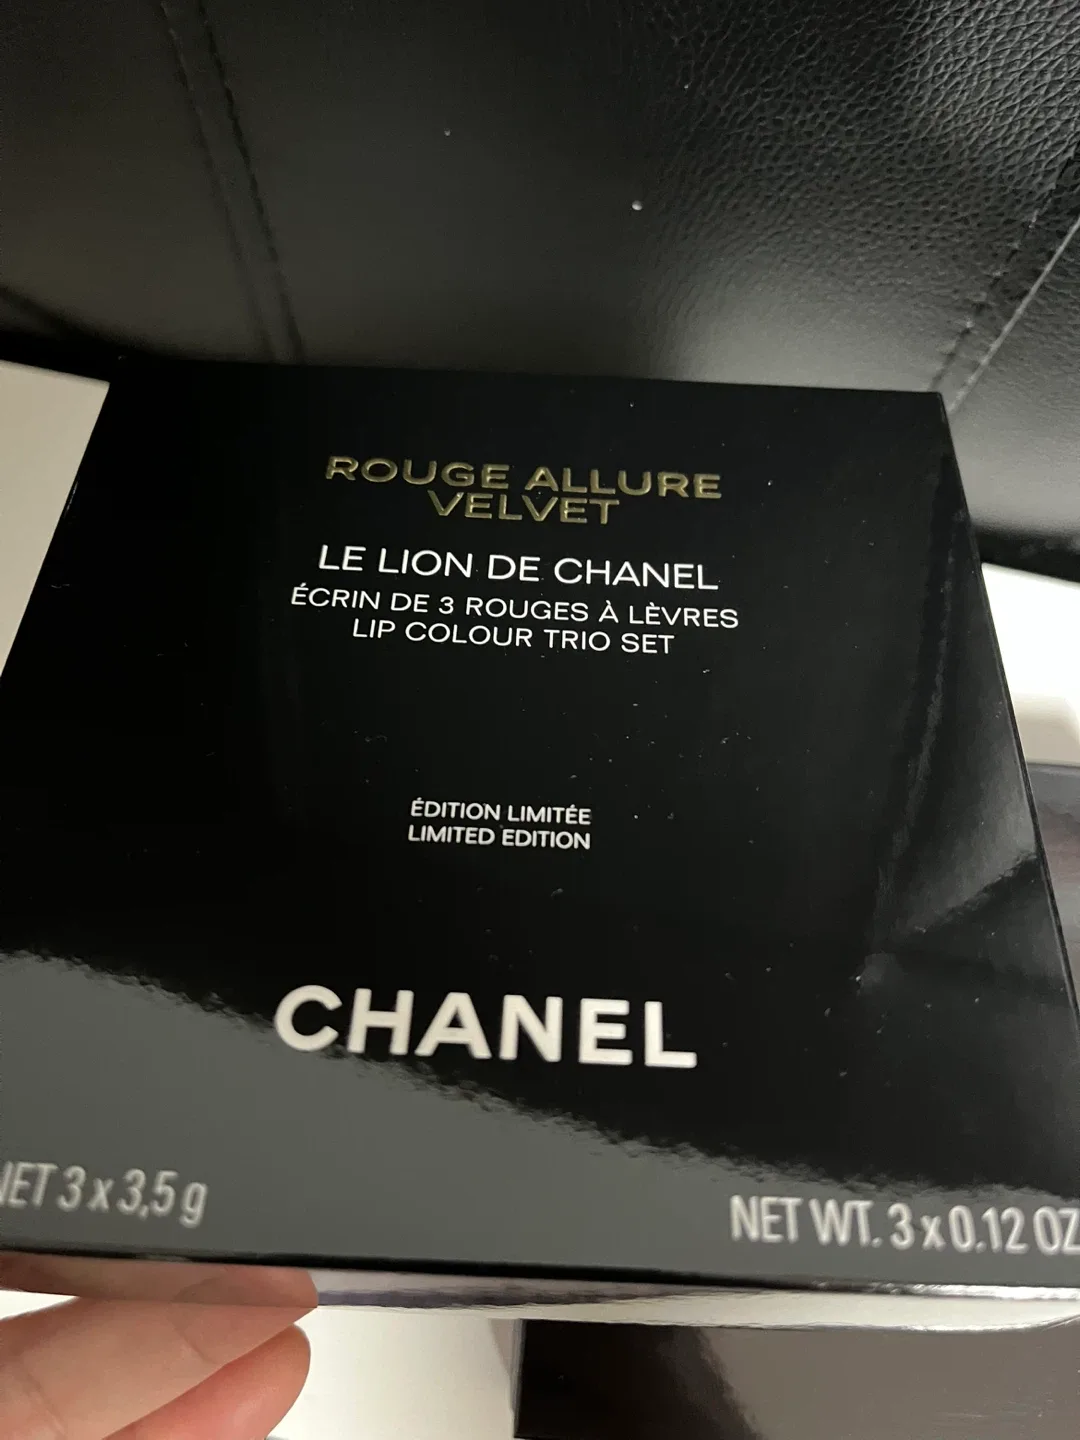 ROUGE ALLURE
VELVET
LE LION DE CHANEL
ÉCRIN DE 3 ROUGES À LÈVRES
LIP COLOUR TRIO SET
ÉDITION LIMITÉE
LIMITED EDITION
CHANEL
NET 3 x 3,5 g
NET WT. 3 x 0.12 OZ